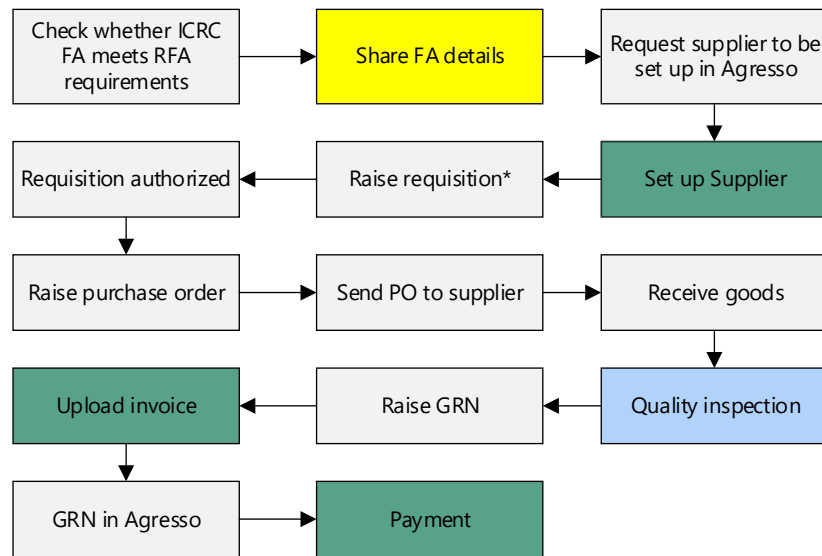 Check whether ICRC
FA meets RFA
requirements
Share FA details
Request supplier to be
set up in Agresso
Set up Supplier
Raise requisition*
Requisition authorized
Raise purchase order
Send PO to supplier
Receive goods
Quality inspection
Raise GRN
Upload invoice
GRN in Agresso
Payment